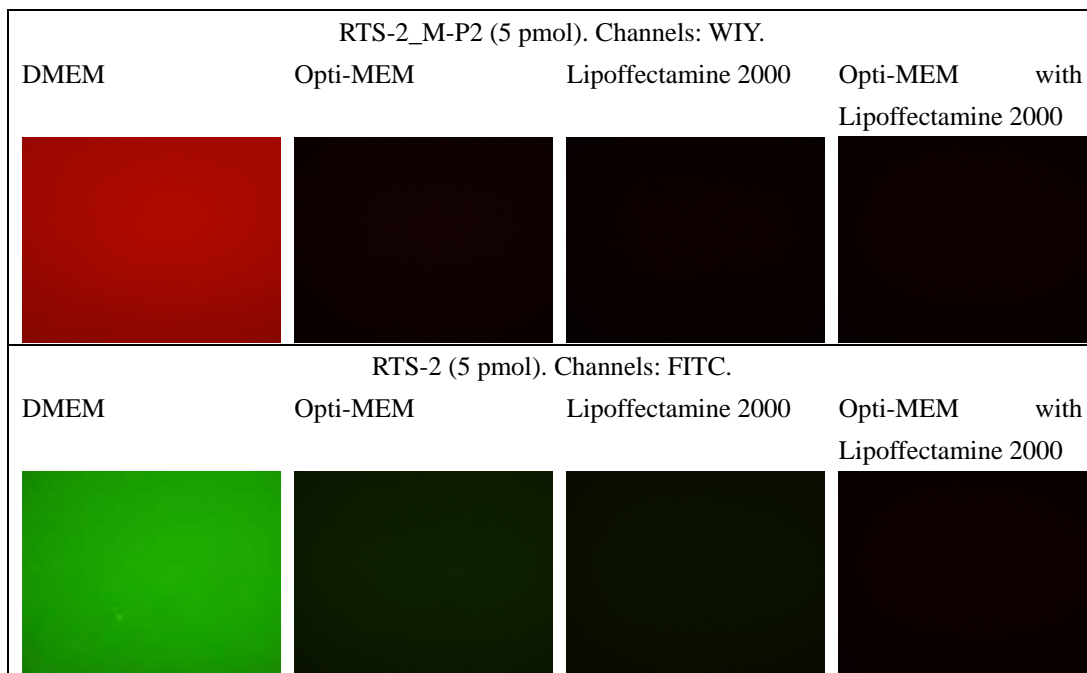 RTS-2_M-P2 (5 pmol). Channels: WIY.
DMEM Opti-MEM Lipoffectamine 2000 Opti-MEM with
Lipoffectamine 2000
RTS-2 (5 pmol). Channels: FITC.
DMEM Opti-MEM Lipoffectamine 2000 Opti-MEM with
Lipoffectamine 2000